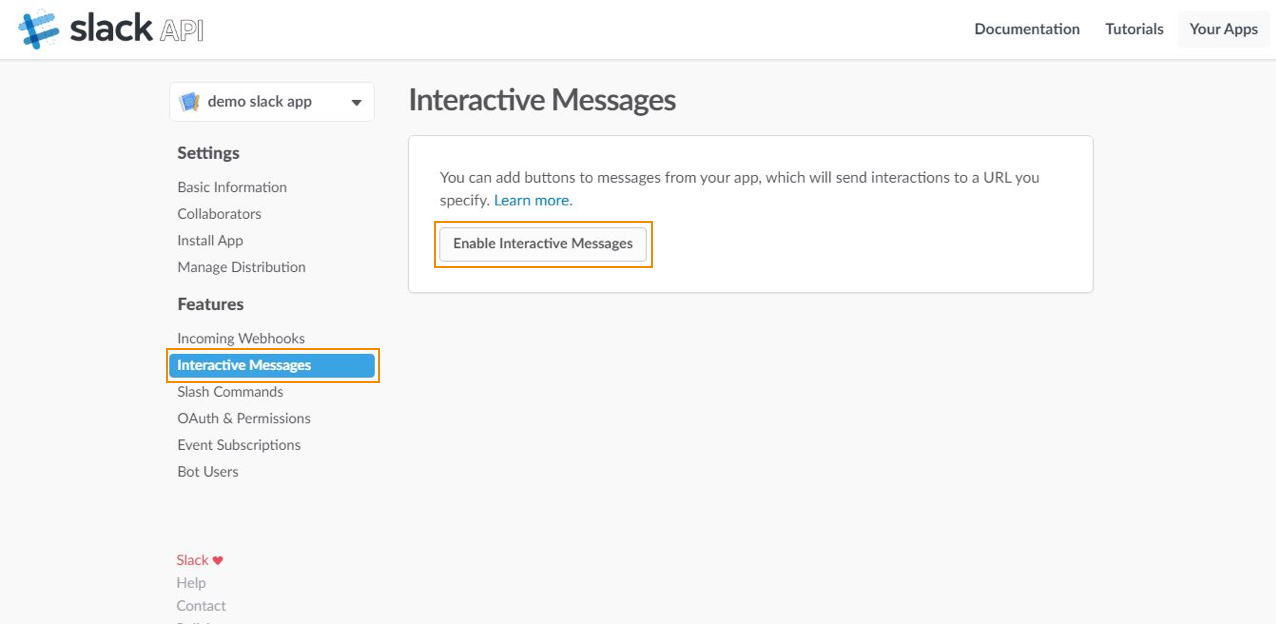 slack API
Documentation
Tutorials
Your Apps
demo slack app
Settings
Basic Information
Collaborators
Install App
Manage Distribution
Features
Incoming Webhooks
Interactive Messages
Slash Commands
OAuth & Permissions
Event Subscriptions
Bot Users
Slack ❤
Help
Contact
Interactive Messages
You can add buttons to messages from your app, which will send interactions to a URL you
specify. Learn more.
Enable Interactive Messages